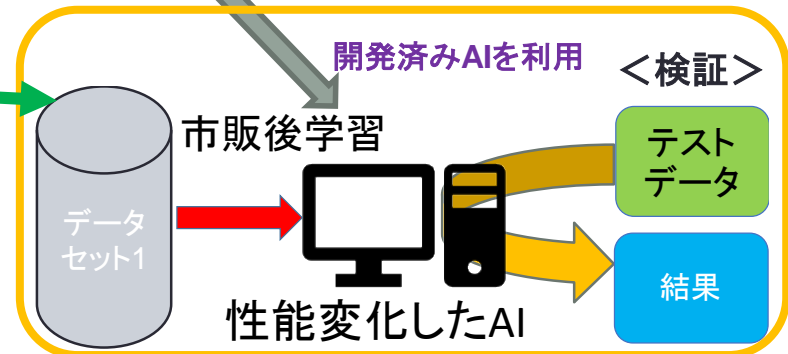 開発済みAIを利用
＜検証＞
市販後学習
テスト
データ
データ
セット1
結果
性能変化したAI